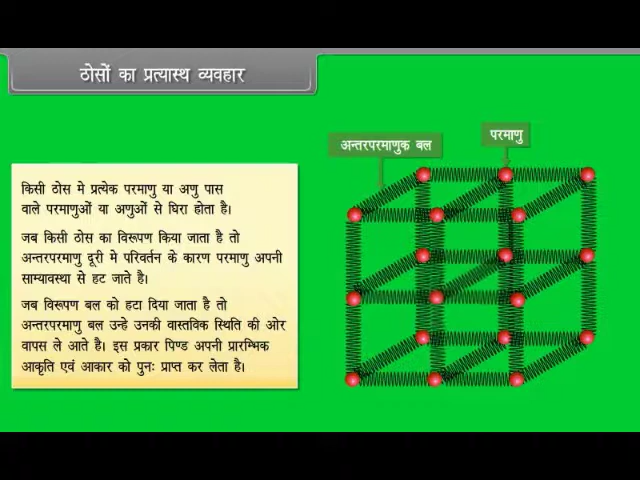 ठोसों का प्रत्यास्थ व्यवहार
अन्तरपरमाणुक बल
परमाणु
किसी ठोस मे प्रत्येक परमाणु या अणु पास
वाले परमाणुओं या अणुओं से घिरा होता है।
जब किसी ठोस का विरूपण किया जाता है तो
अन्तरपरमाणु दूरी मे परिवर्तन के कारण परमाणु अपनी
साम्यावस्था से हट जाते है।
जब विरूपण बल को हटा दिया जाता है तो
अन्तरपरमाणु बल उन्हे उनकी वास्तविक स्थिति की ओर
वापस ले आते है। इस प्रकार पिण्ड अपनी प्रारम्भिक
आकृति एवं आकार को पुनः प्राप्त कर लेता है।